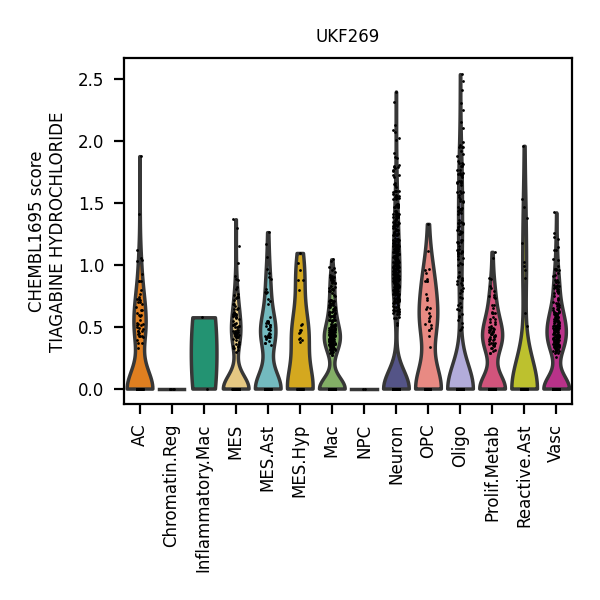 UKF269
CHEMBL1695 score
TIAGABINE HYDROCHLORIDE
2.5
2.0
1.5
1.0
0.5
0.0
AC
Chromatin.Reg
Inflammatory.Mac
MES
MES.Ast
MES.Hyp
Mac
NPC
Neuron
OPC
Oligo
Prolif.Metab
Reactive.Ast
Vasc